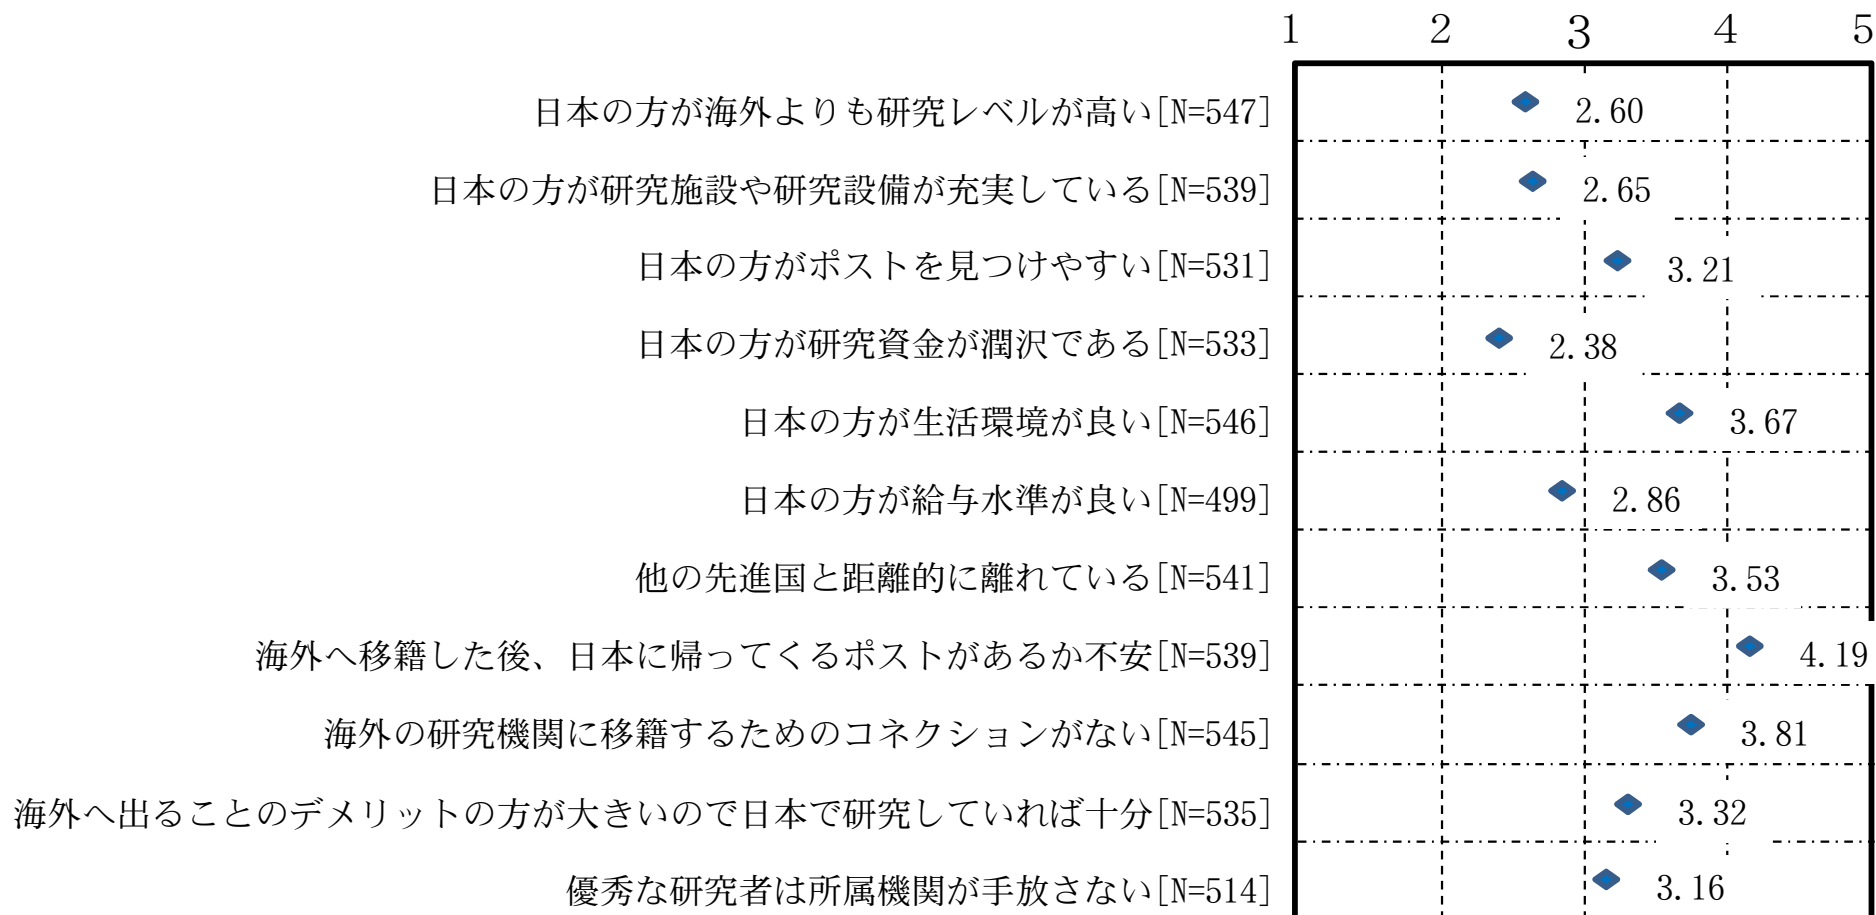 1 2 3 4 5
日本の方が海外よりも研究レベルが高い[N=547] 2.60
日本の方が研究施設や研究設備が充実している[N=539] 2.65
日本の方がポストを見つけやすい[N=531] 3.21
日本の方が研究資金が潤沢である[N=533] 2.38
日本の方が生活環境が良い[N=546] 3.67
日本の方が給与水準が良い[N=499] 2.86
他の先進国と距離的に離れている[N=541] 3.53
海外へ移籍した後、日本に帰ってくるポストがあるか不安[N=539] 4.19
海外の研究機関に移籍するためのコネクションがない[N=545] 3.81
海外へ出ることのデメリットの方が大きいので日本で研究していれば十分[N=535] 3.32
優秀な研究者は所属機関が手放さない[N=514] 3.16